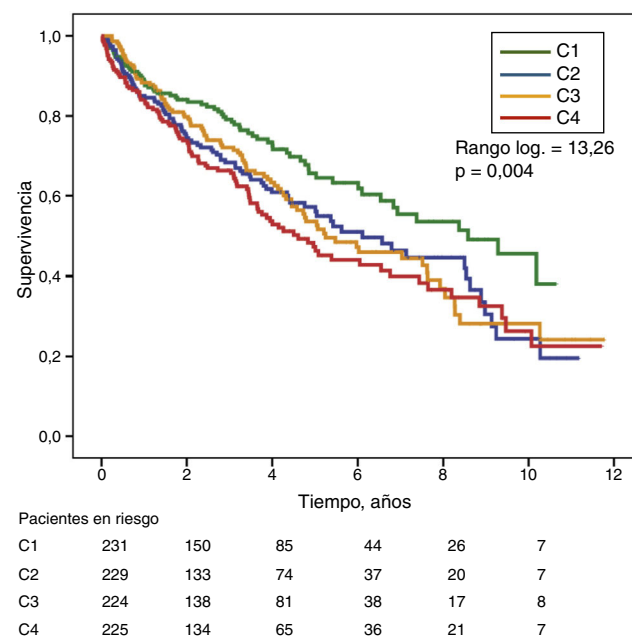 1,0
0,8
0,6
0,4
0,2
0,0
Supervivencia
C1
C2
C3
C4
Rango log. = 13,26
p = 0,004
0 2 4 6 8 10 12
Tiempo, años
Pacientes en riesgo
C1 231 150 85 44 26 7
C2 229 133 74 37 20 7
C3 224 138 81 38 17 8
C4 225 134 65 36 21 7